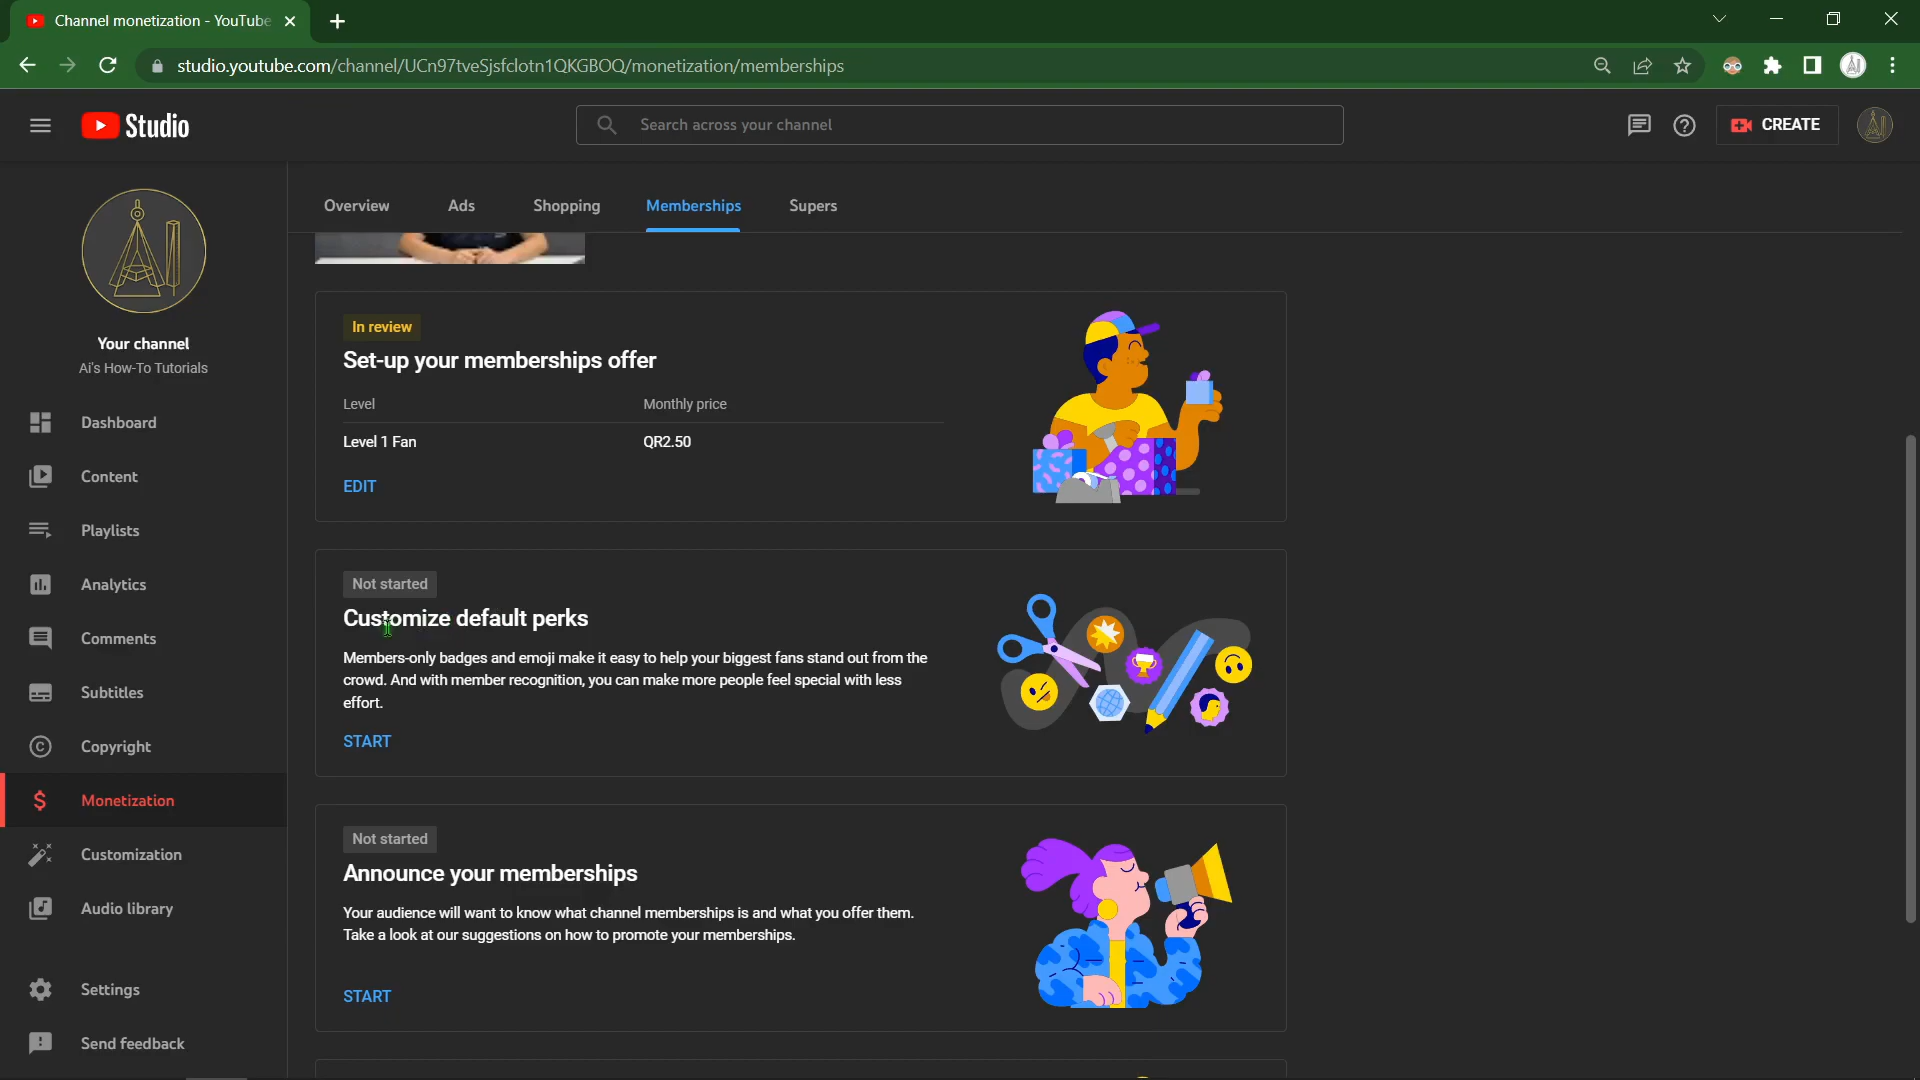 Channel monetization - YouTube
studio.youtube.com/channel/UCn97tveSjsfclotn1QKGBOQ/monetization/memberships
Studio
Search across your channel
CREATE
Your channel
Ai's How-To Tutorials
Dashboard
Content
Playlists
Analytics
Comments
Subtitles
Copyright
Monetization
Customization
Audio library
Settings
Send feedback
Overview
Ads
Shopping
Memberships
Supers
In review
Set-up your memberships offer
Level Monthly price
Level 1 Fan QR2.50
EDIT
Not started
Customize default perks
Members-only badges and emoji make it easy to help your biggest fans stand out from the
crowd. And with member recognition, you can make more people feel special with less
effort.
START
Not started
Announce your memberships
Your audience will want to know what channel memberships is and what you offer them.
Take a look at our suggestions on how to promote your memberships.
START